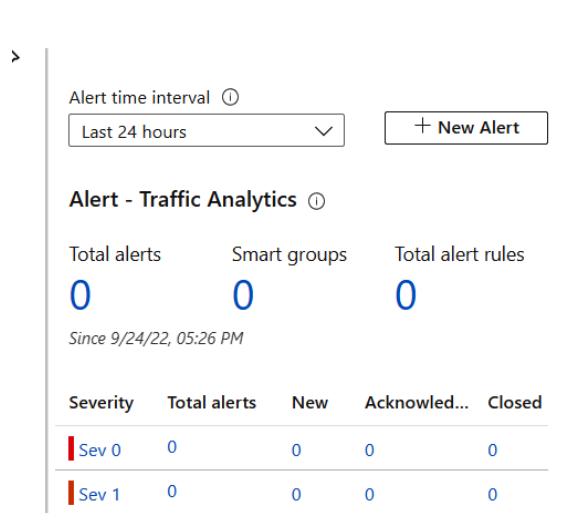 Alert time interval
Last 24 hours
+ New Alert
Alert - Traffic Analytics
Total alerts Smart groups Total alert rules
0 0 0
Since 9/24/22, 05:26 PM
Severity Total alerts New Acknowled... Closed
Sev 0 0 0 0 0
Sev 1 0 0 0 0